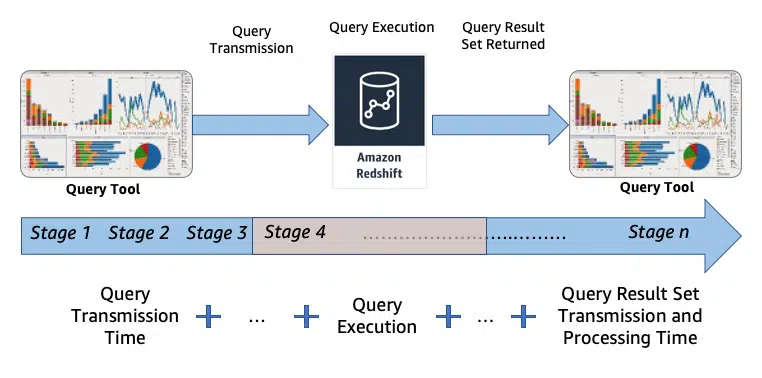 Query
Transmission
Query Execution
Query Result
Set Returned
Amazon
Redshift
Query Tool
Query Tool
Stage 1 Stage 2 Stage 3 Stage 4 ………………………..……… Stage n
Query
Transmission
Time
+ … + Query
Execution
+ … + Query Result Set
Transmission and
Processing Time